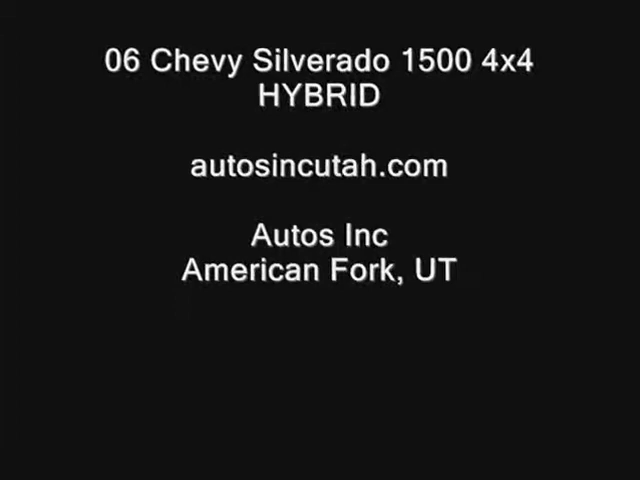 06 Chevy Silverado 1500 4x4
HYBRID
autosincutah.com
Autos Inc
American Fork, UT